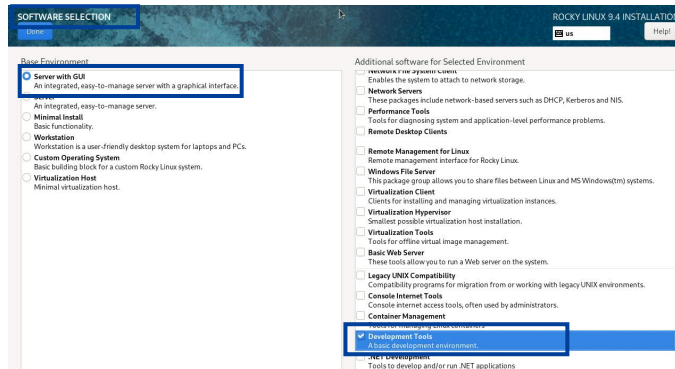 SOFTWARE SELECTION
ROCKY LINUX 9.4 INSTALLATION
Done
us
Help!
Base Environment
Server with GUI
An integrated, easy-to-manage server with a graphical interface.
Server
An integrated, easy-to-manage server.
Minimal Install
Basic functionality.
Workstation
Workstation is a user-friendly desktop system for laptops and PCs.
Custom Operating System
Basic building block for a custom Rocky Linux system.
Virtualization Host
Minimal virtualization host.
Additional software for Selected Environment
Network File System Client
Enables the system to attach to network storage.
Network Servers
These packages include network-based servers such as DHCP, Kerberos and NIS.
Performance Tools
Tools for diagnosing system and application-level performance problems.
Remote Desktop Clients
Remote Management for Linux
Remote management interface for Rocky Linux.
Windows File Server
This package group allows you to share files between Linux and MS Windows(tm) systems.
Virtualization Client
Clients for installing and managing virtualization instances.
Virtualization Hypervisor
Smallest possible virtualization host installation.
Virtualization Tools
Tools for offline virtual image management.
Basic Web Server
These tools allow you to run a Web server on the system.
Legacy UNIX Compatibility
Compatibility programs for migration from or working with legacy UNIX environments.
Console Internet Tools
Console internet access tools, often used by administrators.
Container Management
Tools for managing Linux containers
Development Tools
A basic development environment.
.NET Development
Tools to develop and/or run .NET applications